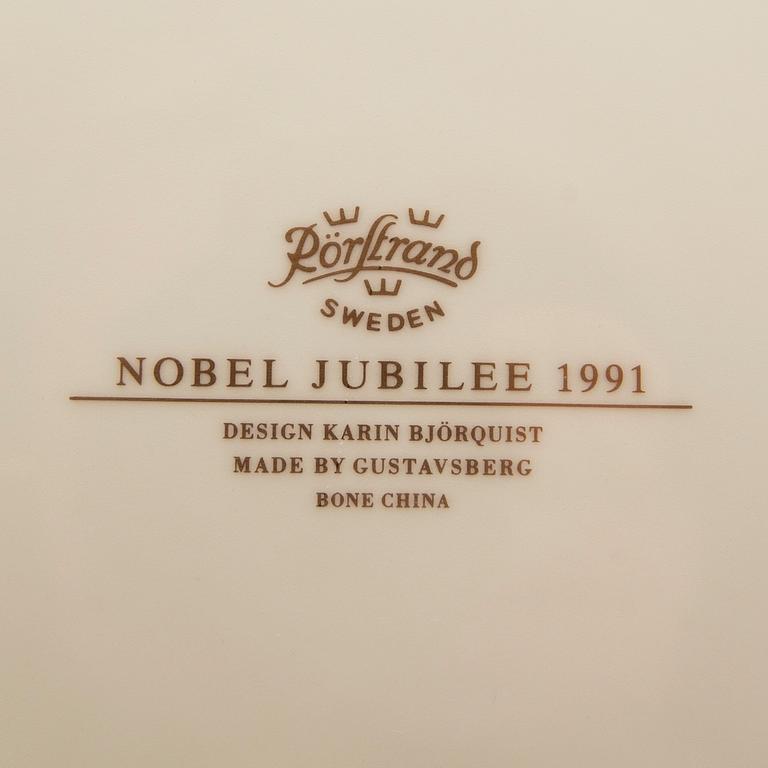 Rörstrand
SWEDEN
NOBEL JUBILEE 1991
DESIGN KARIN BJÖRQUIST
MADE BY GUSTAVSBERG
BONE CHINA